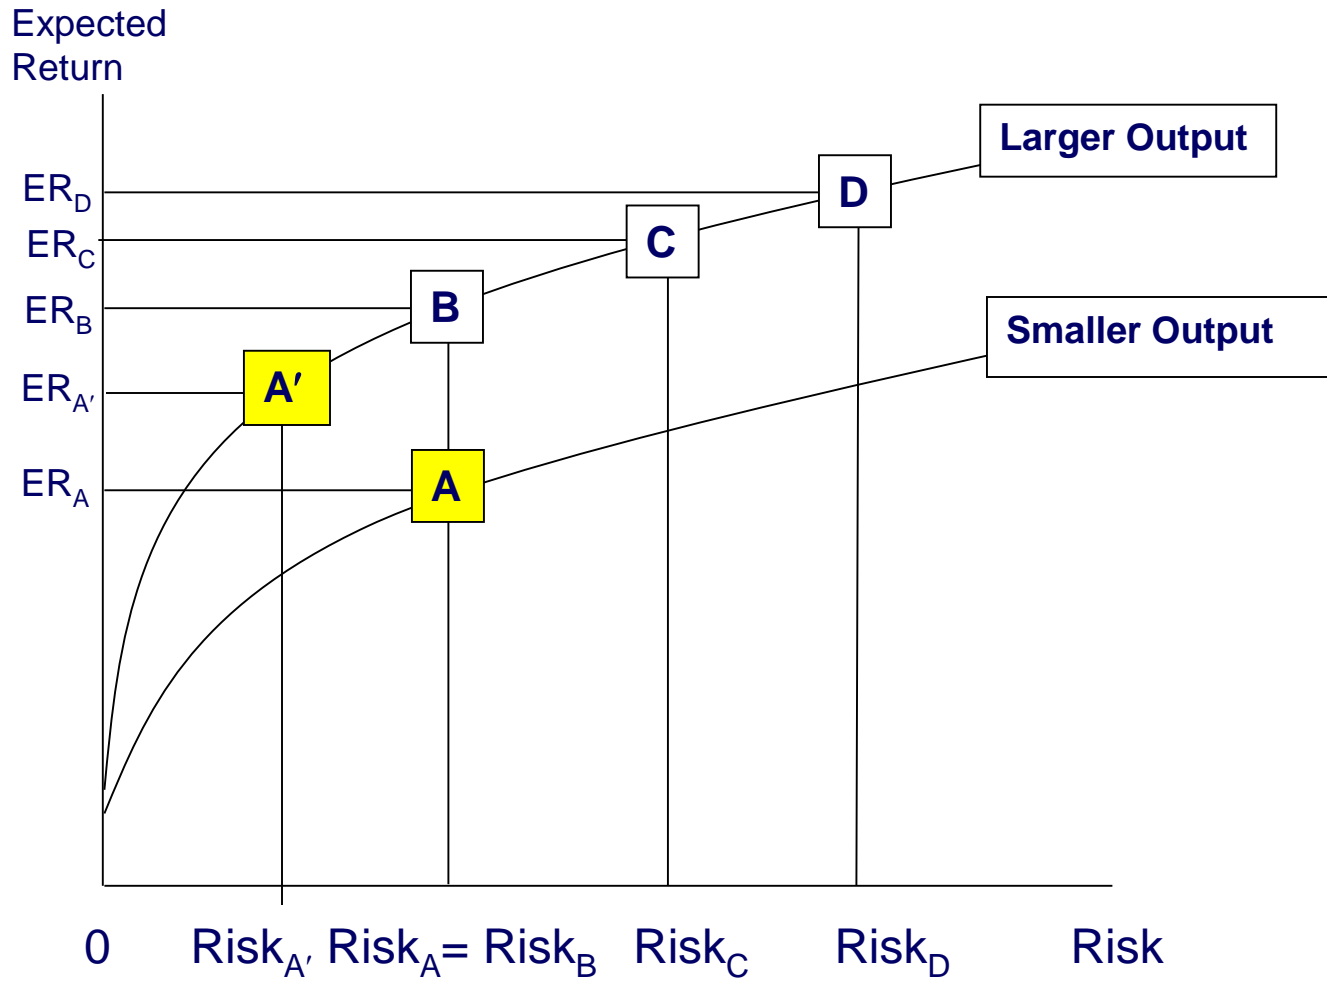 Expected
Return
Larger Output
ER_D
D
ER_C
C
ER_B
B
Smaller Output
ER_A′
A′
ER_A
A
0 Risk_A′ Risk_A= Risk_B Risk_C Risk_D Risk